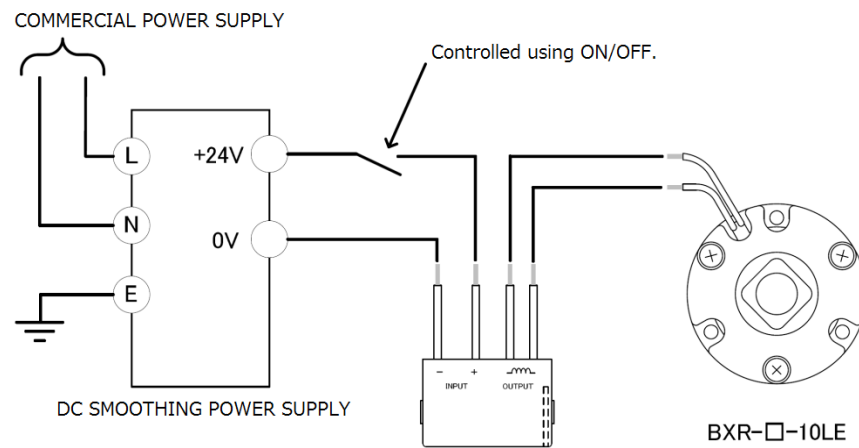 COMMERCIAL POWER SUPPLY
Controlled using ON/OFF.
L
+24V
N
0V
E
- +
INPUT OUTPUT
DC SMOOTHING POWER SUPPLY
BXR-□-10LE